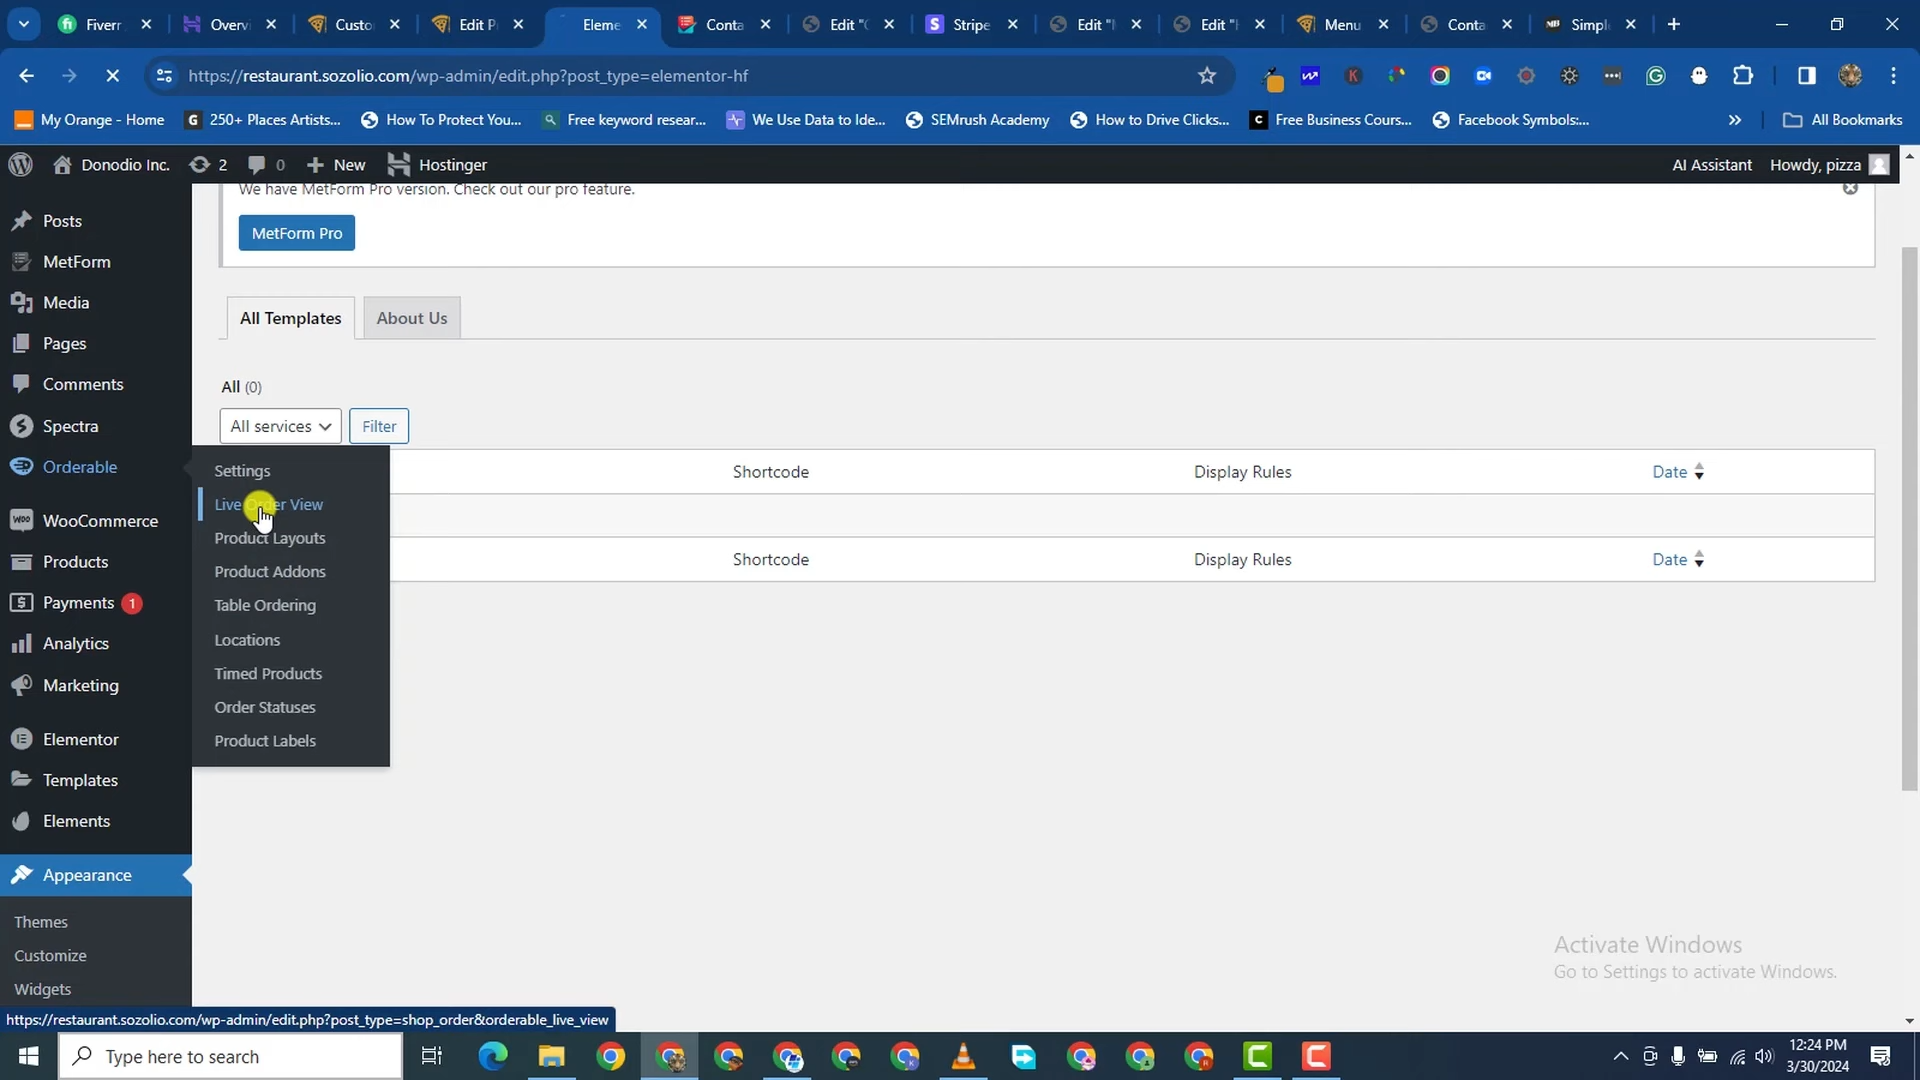 Fiverr
Overv
Custo
Edit P
Eleme
Conta
Edit "C
Stripe
Edit "
Edit "
Menu
Conta
Simpl
https://restaurant.sozolio.com/wp-admin/edit.php?post_type=elementor-hf
My Orange - Home
250+ Places Artists...
How To Protect You...
Free keyword resear...
We Use Data to Ide...
SEMrush Academy
How to Drive Clicks...
Free Business Cours...
Facebook Symbols:...
All Bookmarks
Donodio Inc.
2
0
New
Hostinger
AI Assistant
Howdy, pizza
We have MetForm Pro version. Check out our pro feature.
MetForm Pro
Posts
MetForm
Media
Pages
Comments
Spectra
Orderable
WooCommerce
Products
Payments 1
Analytics
Marketing
Elementor
Templates
Elements
Appearance
Themes
Customize
Widgets
All Templates
About Us
All (0)
All services
Filter
Settings
Live Order View
Product Layouts
Product Addons
Table Ordering
Locations
Timed Products
Order Statuses
Product Labels
Shortcode
Display Rules
Date
Shortcode
Display Rules
Date
Activate Windows
Go to Settings to activate Windows.
https://restaurant.sozolio.com/wp-admin/edit.php?post_type=shop_order&orderable_live_view
Type here to search
12:24 PM
3/30/2024